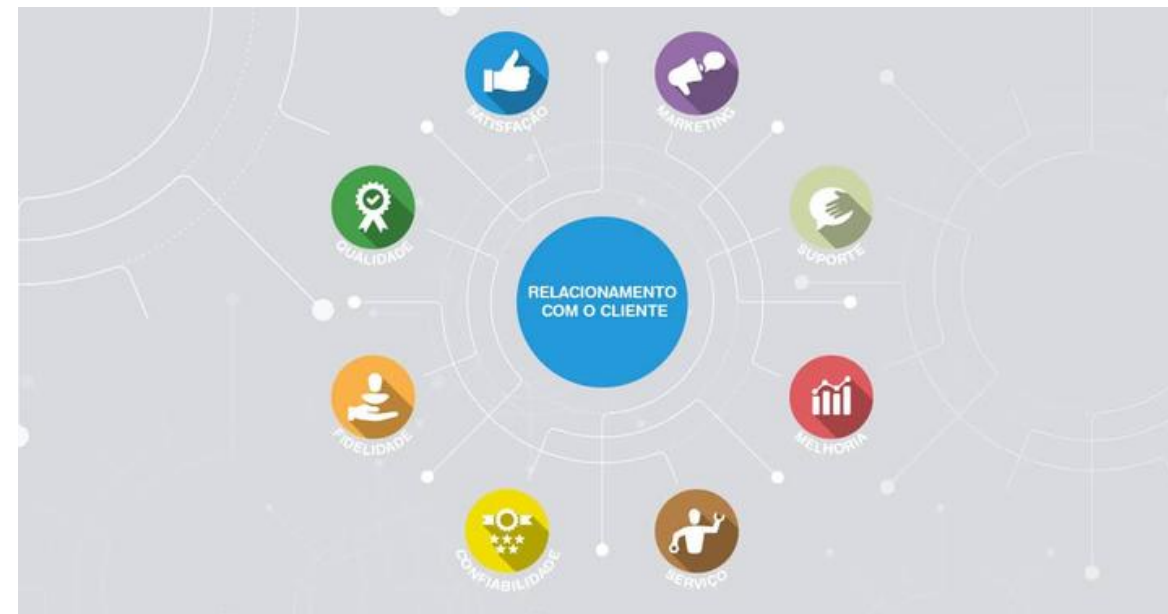 SATISFAÇÃO
MARKETING
QUALIDADE
SUPORTE
RELACIONAMENTO
COM O CLIENTE
FIDELIDADE
MELHORIA
CONFIABILIDADE
SERVIÇO